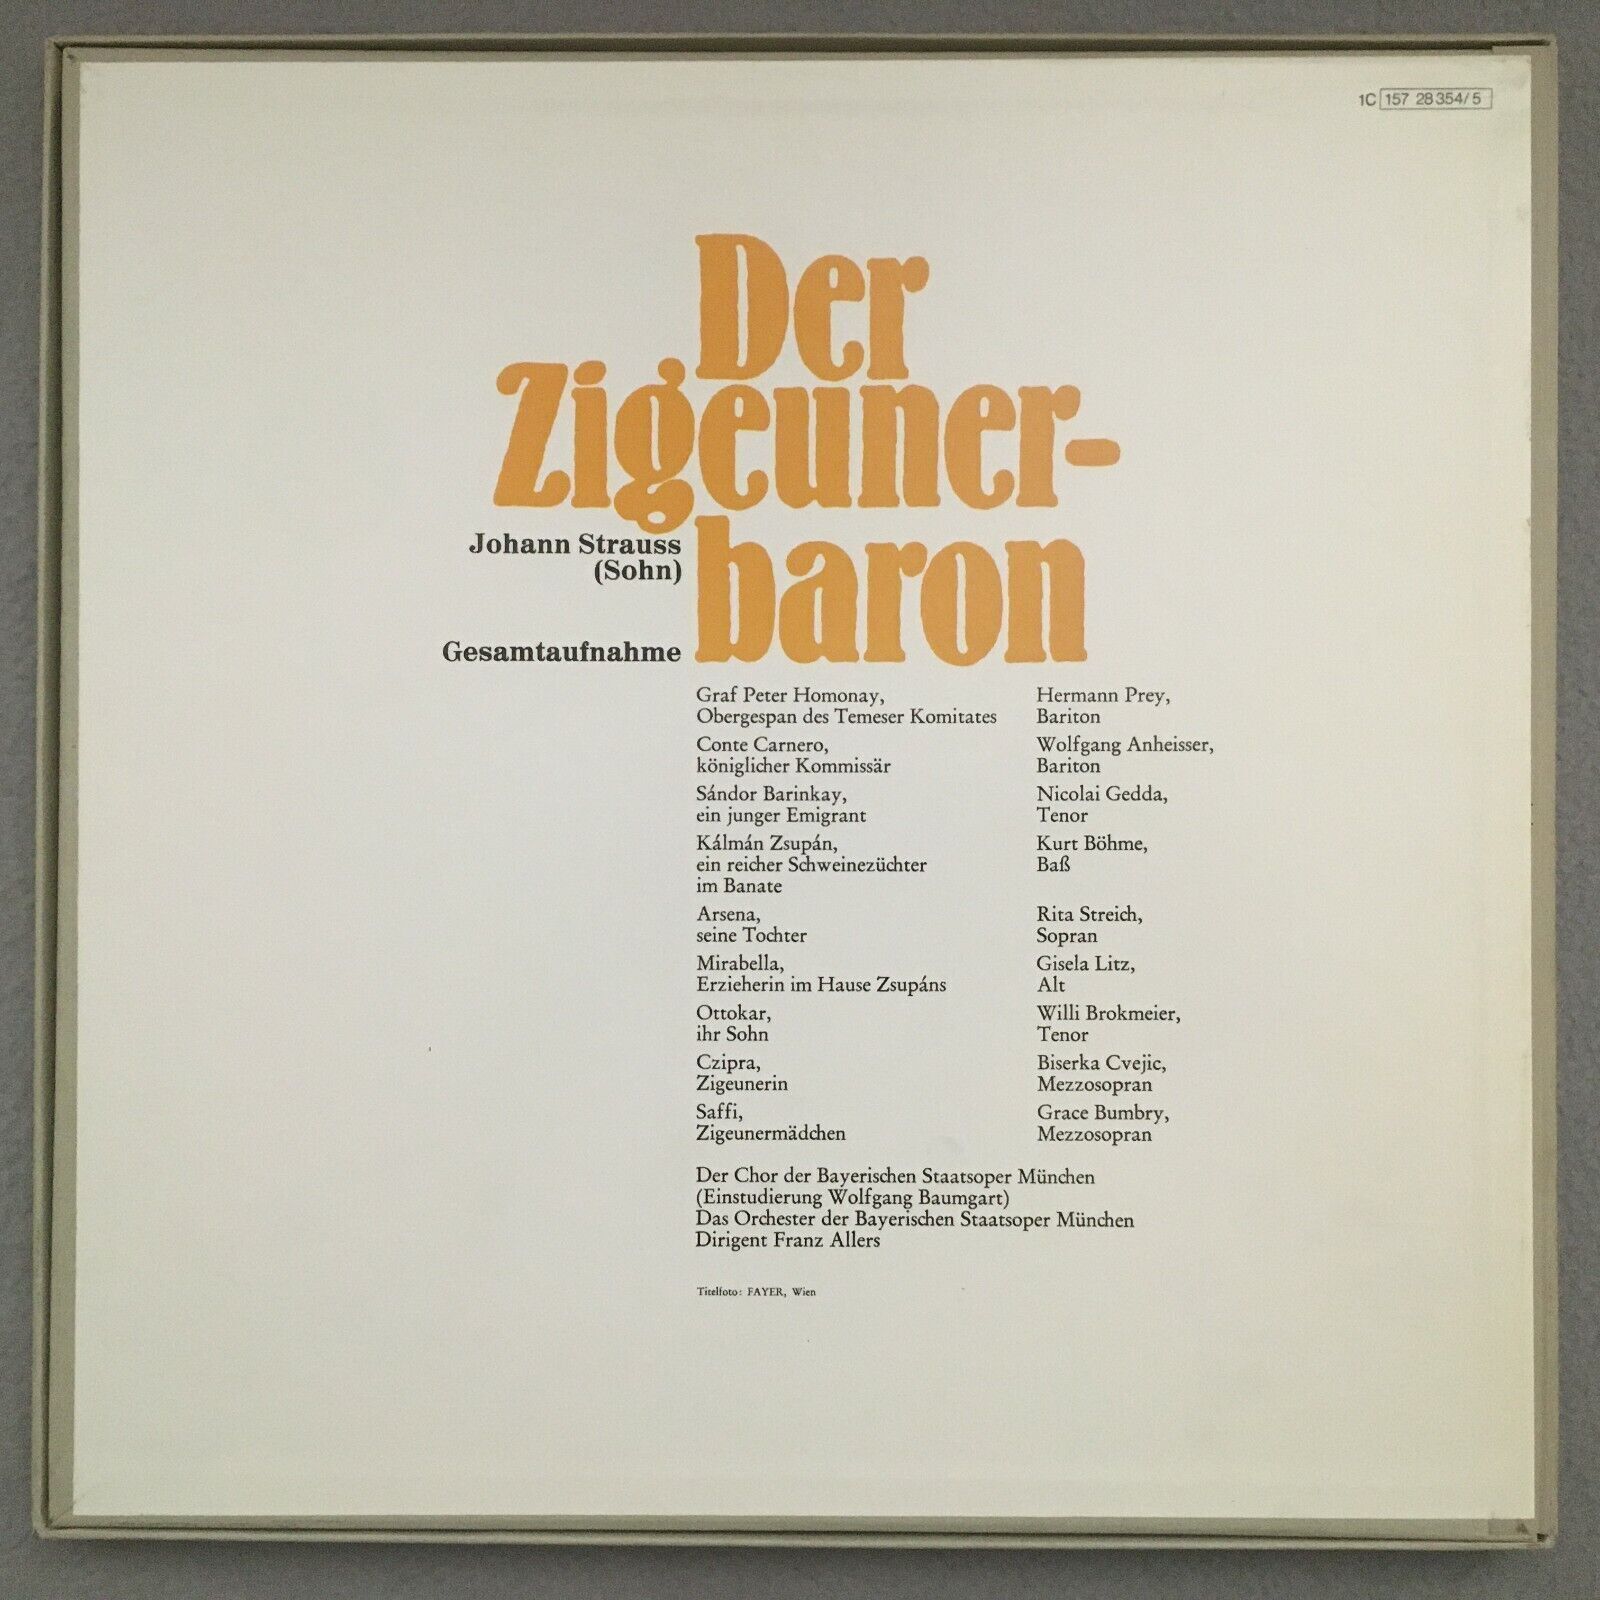 1C 157 28 354/5
Der
Zigeuner-
baron
Johann Strauss
(Sohn)
Gesamtaufnahme
Graf Peter Homonay,
Obergespan des Temeser Komitates
Hermann Prey,
Bariton
Conte Carnero,
königlicher Kommissär
Wolfgang Anheisser,
Bariton
Sándor Barinkay,
ein junger Emigrant
Nicolai Gedda,
Tenor
Kálmán Zsupán,
ein reicher Schweinezüchter
im Banate
Kurt Böhme,
Baß
Arsena,
seine Tochter
Rita Streich,
Sopran
Mirabella,
Erzieherin im Hause Zsupáns
Gisela Litz,
Alt
Ottokar,
ihr Sohn
Willi Brokmeier,
Tenor
Czipra,
Zigeunerin
Biserka Cvejic,
Mezzosopran
Saffi,
Zigeunermädchen
Grace Bumbry,
Mezzosopran
Der Chor der Bayerischen Staatsoper München
(Einstudierung Wolfgang Baumgart)
Das Orchester der Bayerischen Staatsoper München
Dirigent Franz Allers
Titelfoto: FAYER, Wien